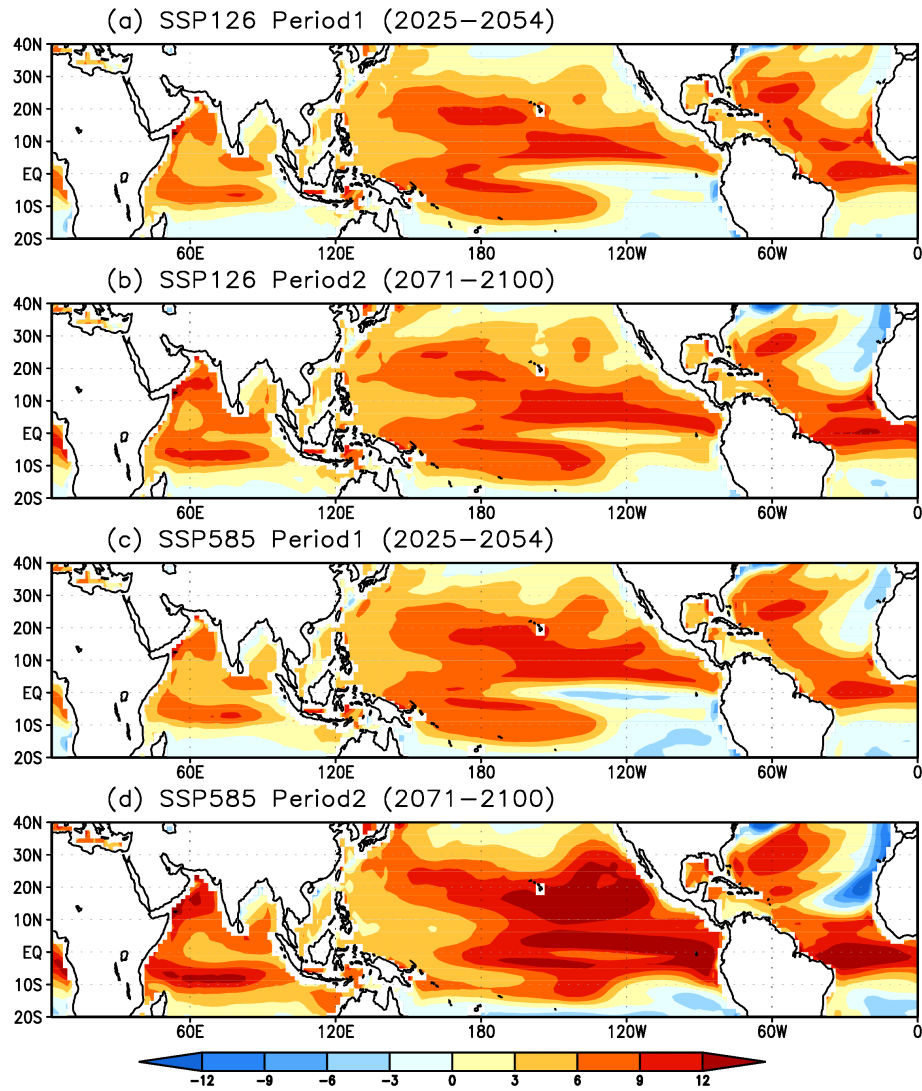 (a) SSP126 Period1 (2025−2054)
40N
30N
20N
10N
EQ
10S
20S
60E 120E 180 120W 60W 0
(b) SSP126 Period2 (2071−2100)
40N
30N
20N
10N
EQ
10S
20S
60E 120E 180 120W 60W 0
(c) SSP585 Period1 (2025−2054)
40N
30N
20N
10N
EQ
10S
20S
60E 120E 180 120W 60W 0
(d) SSP585 Period2 (2071−2100)
40N
30N
20N
10N
EQ
10S
20S
60E 120E 180 120W 60W 0
−12 −9 −6 −3 0 3 6 9 12